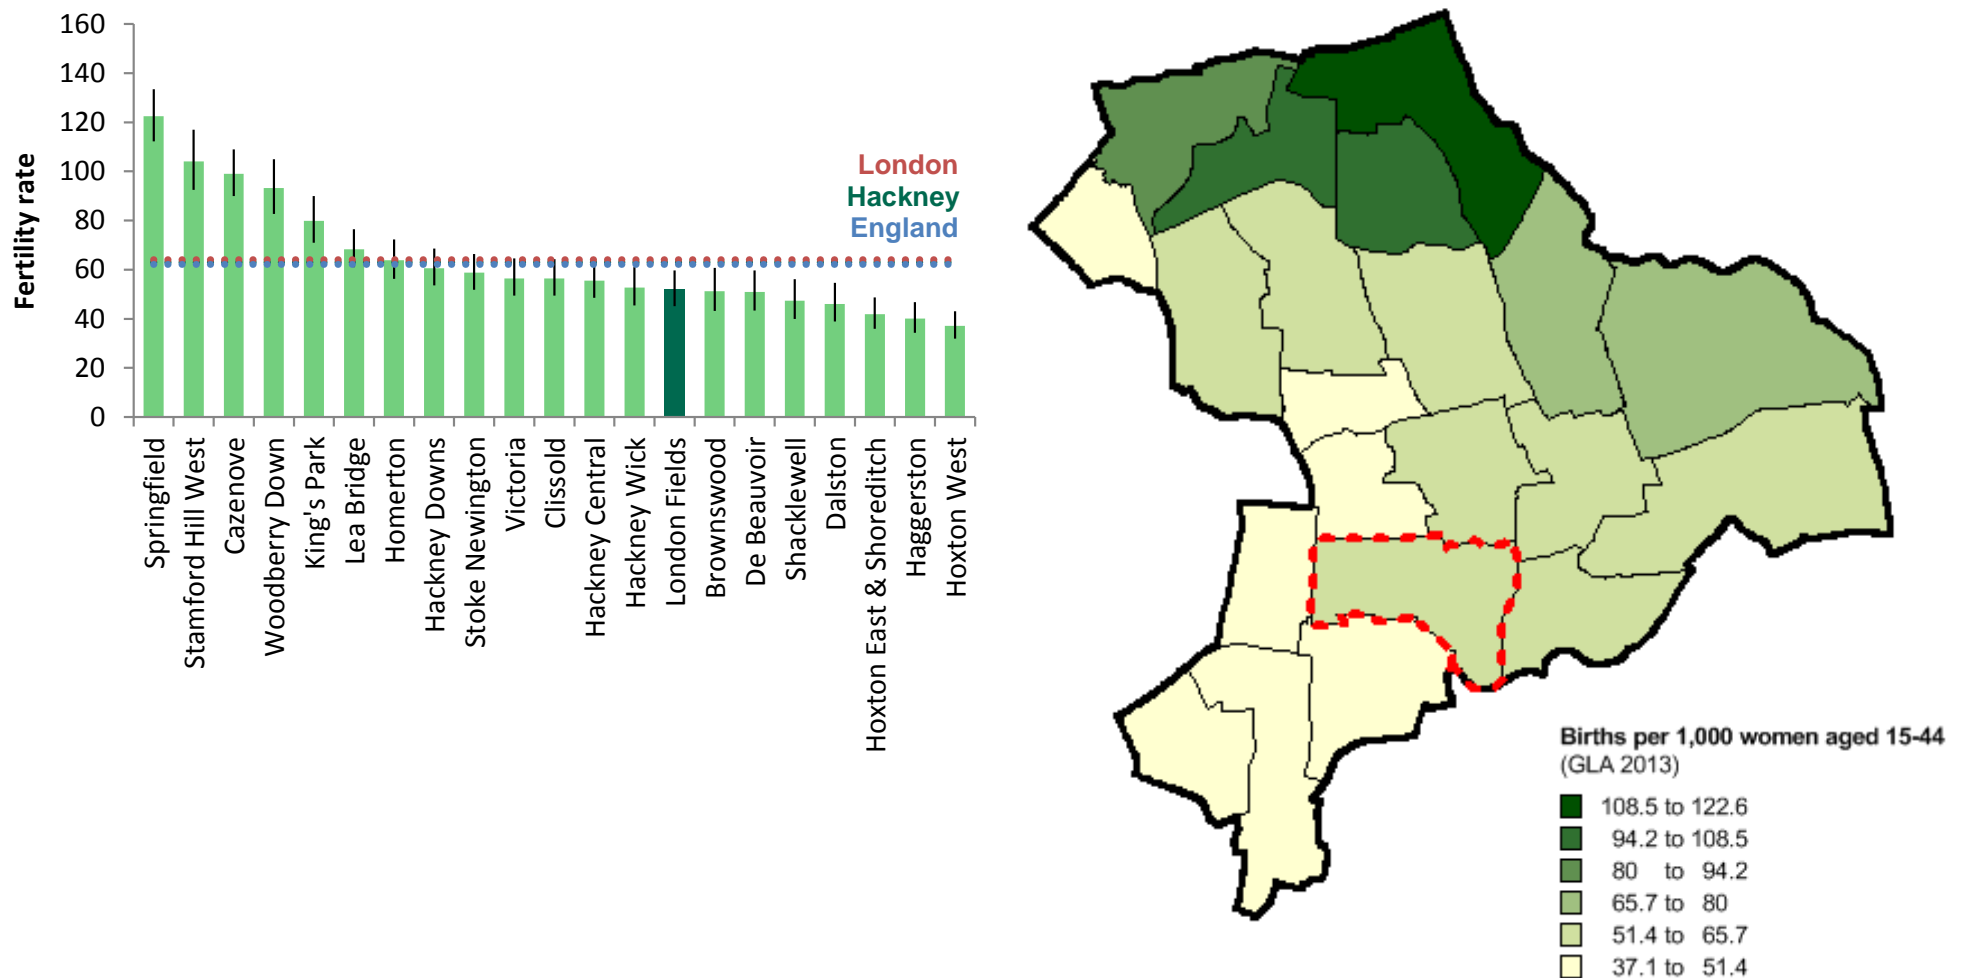 160
140
120
100
80
60
40
20
0
Fertility rate
London
Hackney
England
Springfield
Stamford Hill West
Cazenove
Woodberry Down
King's Park
Lea Bridge
Homerton
Hackney Downs
Stoke Newington
Victoria
Clissold
Hackney Central
Hackney Wick
London Fields
Brownswood
De Beauvoir
Shacklewell
Dalston
Hoxton East & Shoreditch
Haggerston
Hoxton West
Births per 1,000 women aged 15-44
(GLA 2013)
108.5 to 122.6
94.2 to 108.5
80 to 94.2
65.7 to 80
51.4 to 65.7
37.1 to 51.4